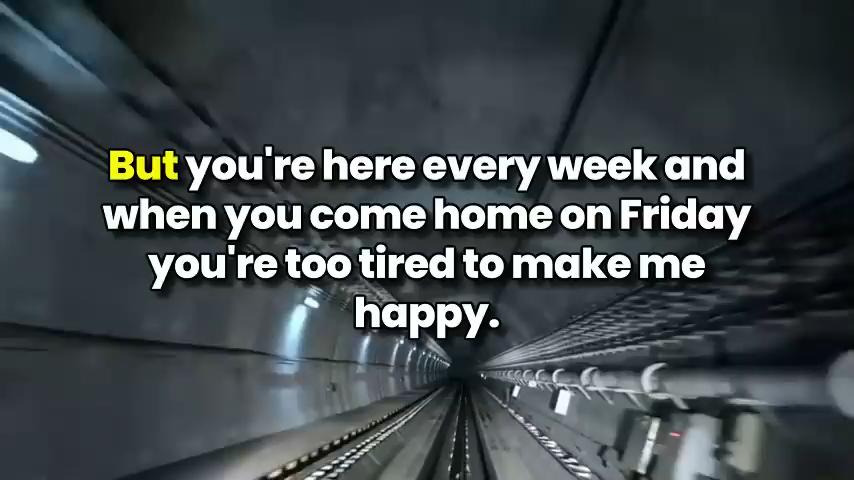 But you're here every week and
when you come home on Friday
you're too tired to make me
happy.